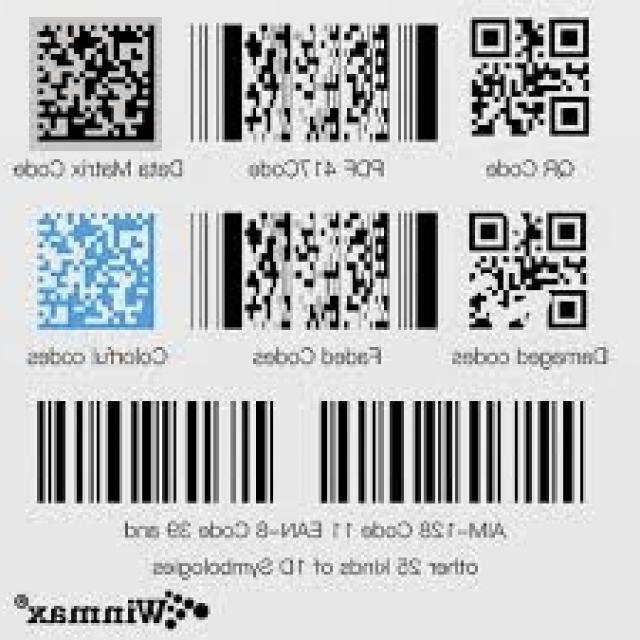 QR Code PDF 417Code Data Matrix Code
Damaged codes Faded Codes Colorful codes
AIM-128 Code 11 EAN-8 Code 39 and
other 25 kinds of 1D Symbologies
Winmax®